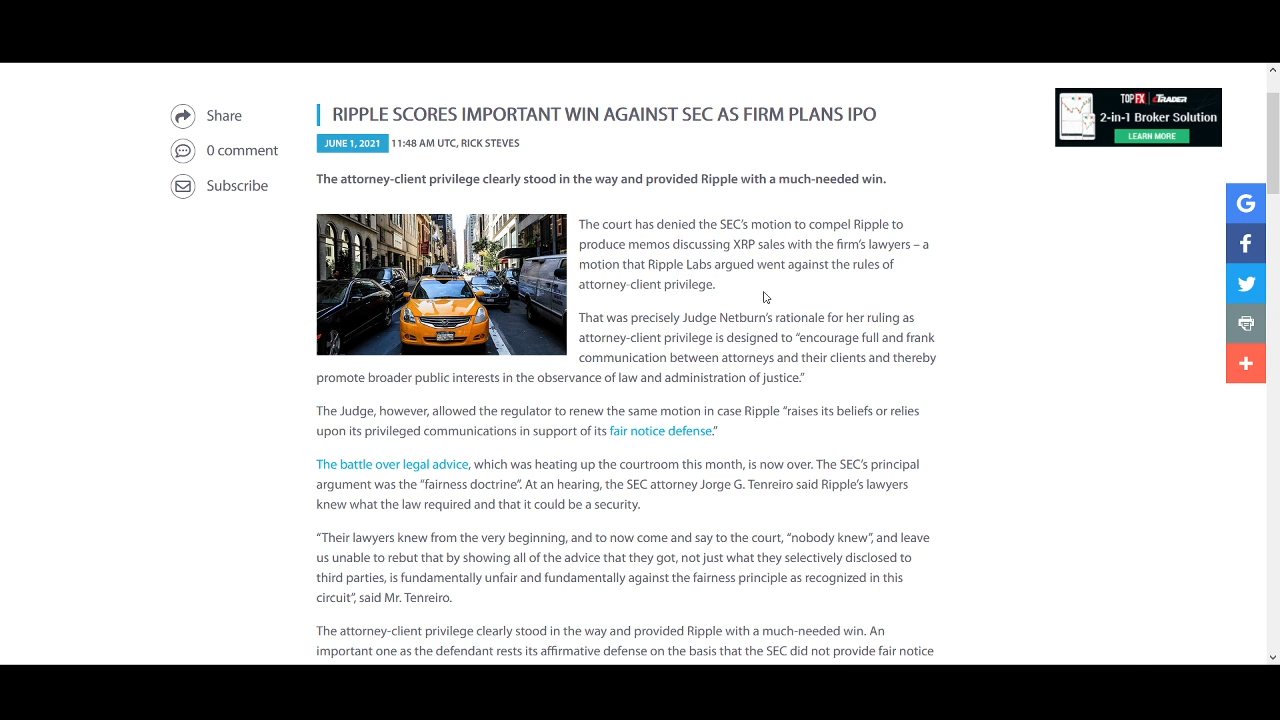 Share
0 comment
Subscribe
RIPPLE SCORES IMPORTANT WIN AGAINST SEC AS FIRM PLANS IPO
JUNE 1, 2021 11:48 AM UTC, RICK STEVES
The attorney-client privilege clearly stood in the way and provided Ripple with a much-needed win.
The court has denied the SEC’s motion to compel Ripple to
produce memos discussing XRP sales with the firm’s lawyers – a
motion that Ripple Labs argued went against the rules of
attorney-client privilege.
That was precisely Judge Netburn’s rationale for her ruling as
attorney-client privilege is designed to “encourage full and frank
communication between attorneys and their clients and thereby
promote broader public interests in the observance of law and administration of justice.”
The Judge, however, allowed the regulator to renew the same motion in case Ripple “raises its beliefs or relies
upon its privileged communications in support of its fair notice defense.”
The battle over legal advice, which was heating up the courtroom this month, is now over. The SEC’s principal
argument was the “fairness doctrine”. At an hearing, the SEC attorney Jorge G. Tenreiro said Ripple’s lawyers
knew what the law required and that it could be a security.
“Their lawyers knew from the very beginning, and to now come and say to the court, “nobody knew”, and leave
us unable to rebut that by showing all of the advice that they got, not just what they selectively disclosed to
third parties, is fundamentally unfair and fundamentally against the fairness principle as recognized in this
circuit”, said Mr. Tenreiro.
The attorney-client privilege clearly stood in the way and provided Ripple with a much-needed win. An
important one as the defendant rests its affirmative defense on the basis that the SEC did not provide fair notice
TOPFX cTRADER
2-in-1 Broker Solution
LEARN MORE